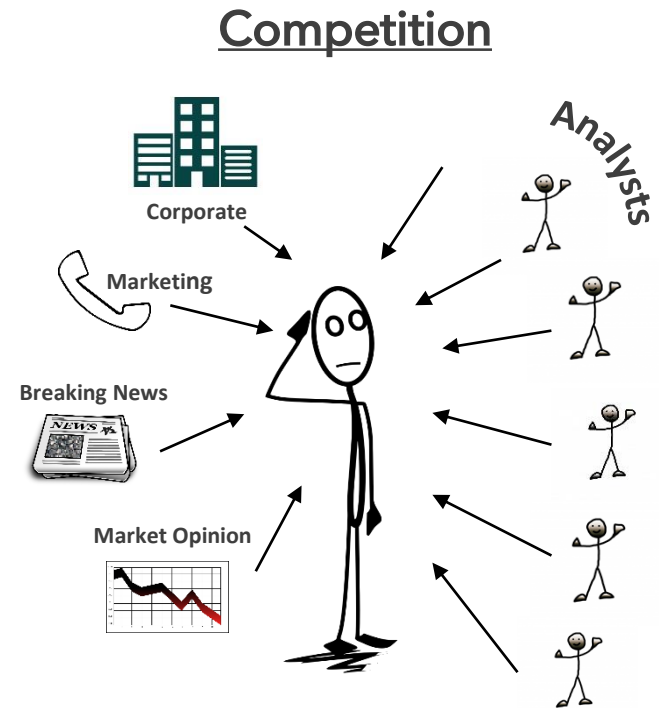 Competition
Analysts
Corporate
Marketing
Breaking News
NEWS
Market Opinion